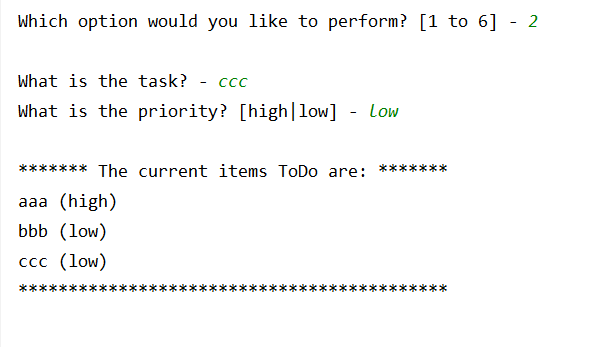 Which option would you like to perform? [1 to 6] - 2
What is the task? - ccc
What is the priority? [high|low] - low
******* The current items ToDo are: *******
aaa (high)
bbb (low)
ccc (low)
*******************************************